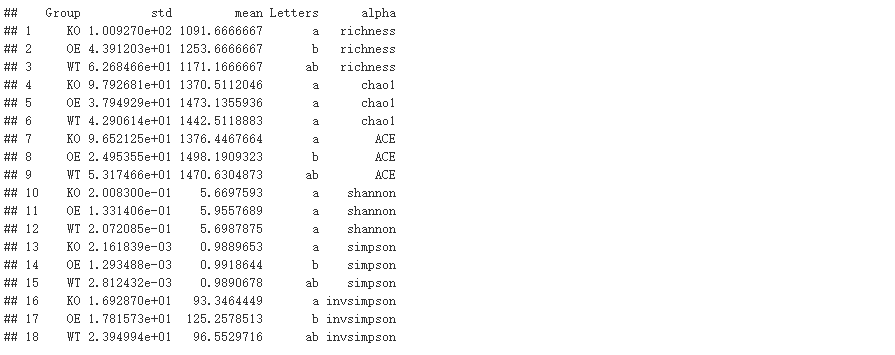 ##    Group          std         mean Letters      alpha
## 1     KO 1.009270e+02 1091.6666667       a   richness
## 2     OE 4.391203e+01 1253.6666667       b   richness
## 3     WT 6.268466e+01 1171.1666667      ab   richness
## 4     KO 9.792681e+01 1370.5112046       a      chao1
## 5     OE 3.794929e+01 1473.1355936       a      chao1
## 6     WT 4.290614e+01 1442.5118883       a      chao1
## 7     KO 9.652125e+01 1376.4467664       a        ACE
## 8     OE 2.495355e+01 1498.1909323       b        ACE
## 9     WT 5.317466e+01 1470.6304873      ab        ACE
## 10    KO 2.008300e-01    5.6697593       a    shannon
## 11    OE 1.331406e-01    5.9557689       a    shannon
## 12    WT 2.072085e-01    5.6987875       a    shannon
## 13    KO 2.161839e-03    0.9889653       a    simpson
## 14    OE 1.293488e-03    0.9918644       b    simpson
## 15    WT 2.812432e-03    0.9890678      ab    simpson
## 16    KO 1.692870e+01   93.3464449       a invsimpson
## 17    OE 1.781573e+01  125.2578513       b invsimpson
## 18    WT 2.394994e+01   96.5529716      ab invsimpson